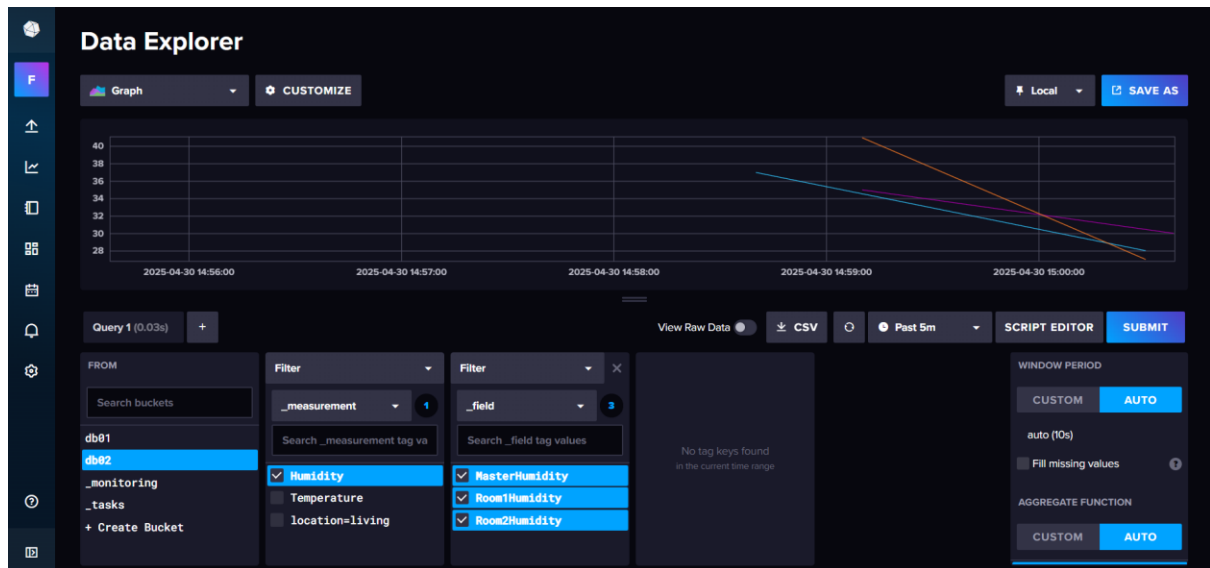 Data Explorer
F
Graph
CUSTOMIZE
Local
SAVE AS
40
38
36
34
32
30
28
2025-04-30 14:56:00
2025-04-30 14:57:00
2025-04-30 14:58:00
2025-04-30 14:59:00
2025-04-30 15:00:00
Query 1 (0.03s)
+
View Raw Data
CSV
Past 5m
SCRIPT EDITOR
SUBMIT
FROM
Search buckets
db01
db02
_monitoring
_tasks
+ Create Bucket
Filter
_measurement
1
Search _measurement tag va
Humidity
Temperature
location=living
Filter
_field
3
Search _field tag values
MasterHumidity
Room1Humidity
Room2Humidity
No tag keys found
in the current time range
WINDOW PERIOD
CUSTOM
AUTO
auto (10s)
Fill missing values
?
AGGREGATE FUNCTION
CUSTOM
AUTO